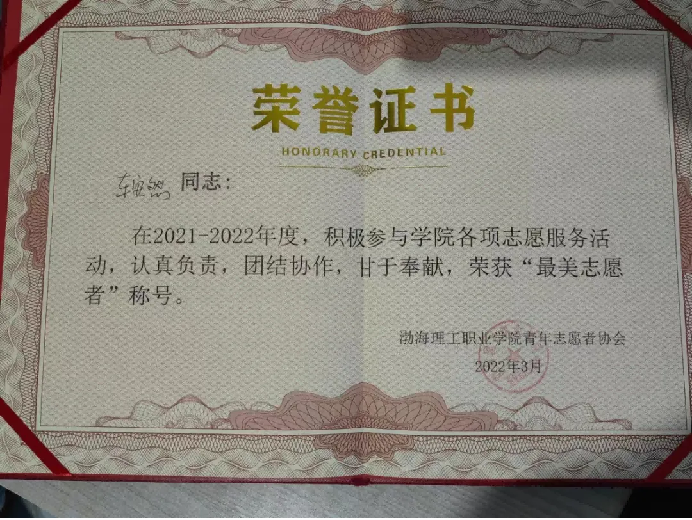 荣誉证书
HONORARY CREDENTIAL
同志：
在2021-2022年度，积极参与学院各项志愿服务活
动，认真负责，团结协作，甘于奉献，荣获“最美志愿
者”称号。
渤海理工职业学院青年志愿者协会
2022年3月